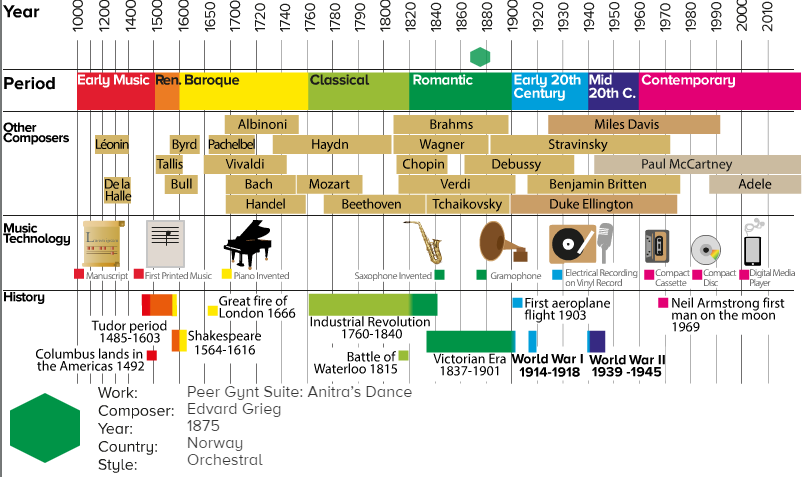 Year
1000 1200 1400 1500 1600 1650 1700 1720 1740 1760 1780 1800 1820 1840 1860 1880 1900 1920 1930 1940 1950 1960 1970 1980 1990 2000 2010
Period
Early Music
Ren.
Baroque
Classical
Romantic
Early 20th
Century
Mid
20th C.
Contemporary
Other
Composers
Albinoni
Brahms
Miles Davis
Léonin
Byrd
Pachelbel
Haydn
Wagner
Stravinsky
Tallis
Vivaldi
Chopin
Debussy
Paul McCartney
De la
Halle
Bull
Bach
Mozart
Verdi
Benjamin Britten
Adele
Handel
Beethoven
Tchaikovsky
Duke Ellington
Music
Technology
Manuscript
First Printed Music
Piano Invented
Saxophone Invented
Gramophone
Electrical Recording
on Vinyl Record
Compact
Cassette
Compact
Disc
Digital Media
Player
History
Tudor period
1485-1603
Great fire of
London 1666
Shakespeare
1564-1616
Columbus lands in
the Americas 1492
Industrial Revolution
1760-1840
Battle of
Waterloo 1815
Victorian Era
1837-1901
First aeroplane
flight 1903
World War I
1914-1918
World War II
1939 -1945
Neil Armstrong first
man on the moon
1969
Work: Peer Gynt Suite: Anitra's Dance
Composer: Edvard Grieg
Year: 1875
Country: Norway
Style: Orchestral